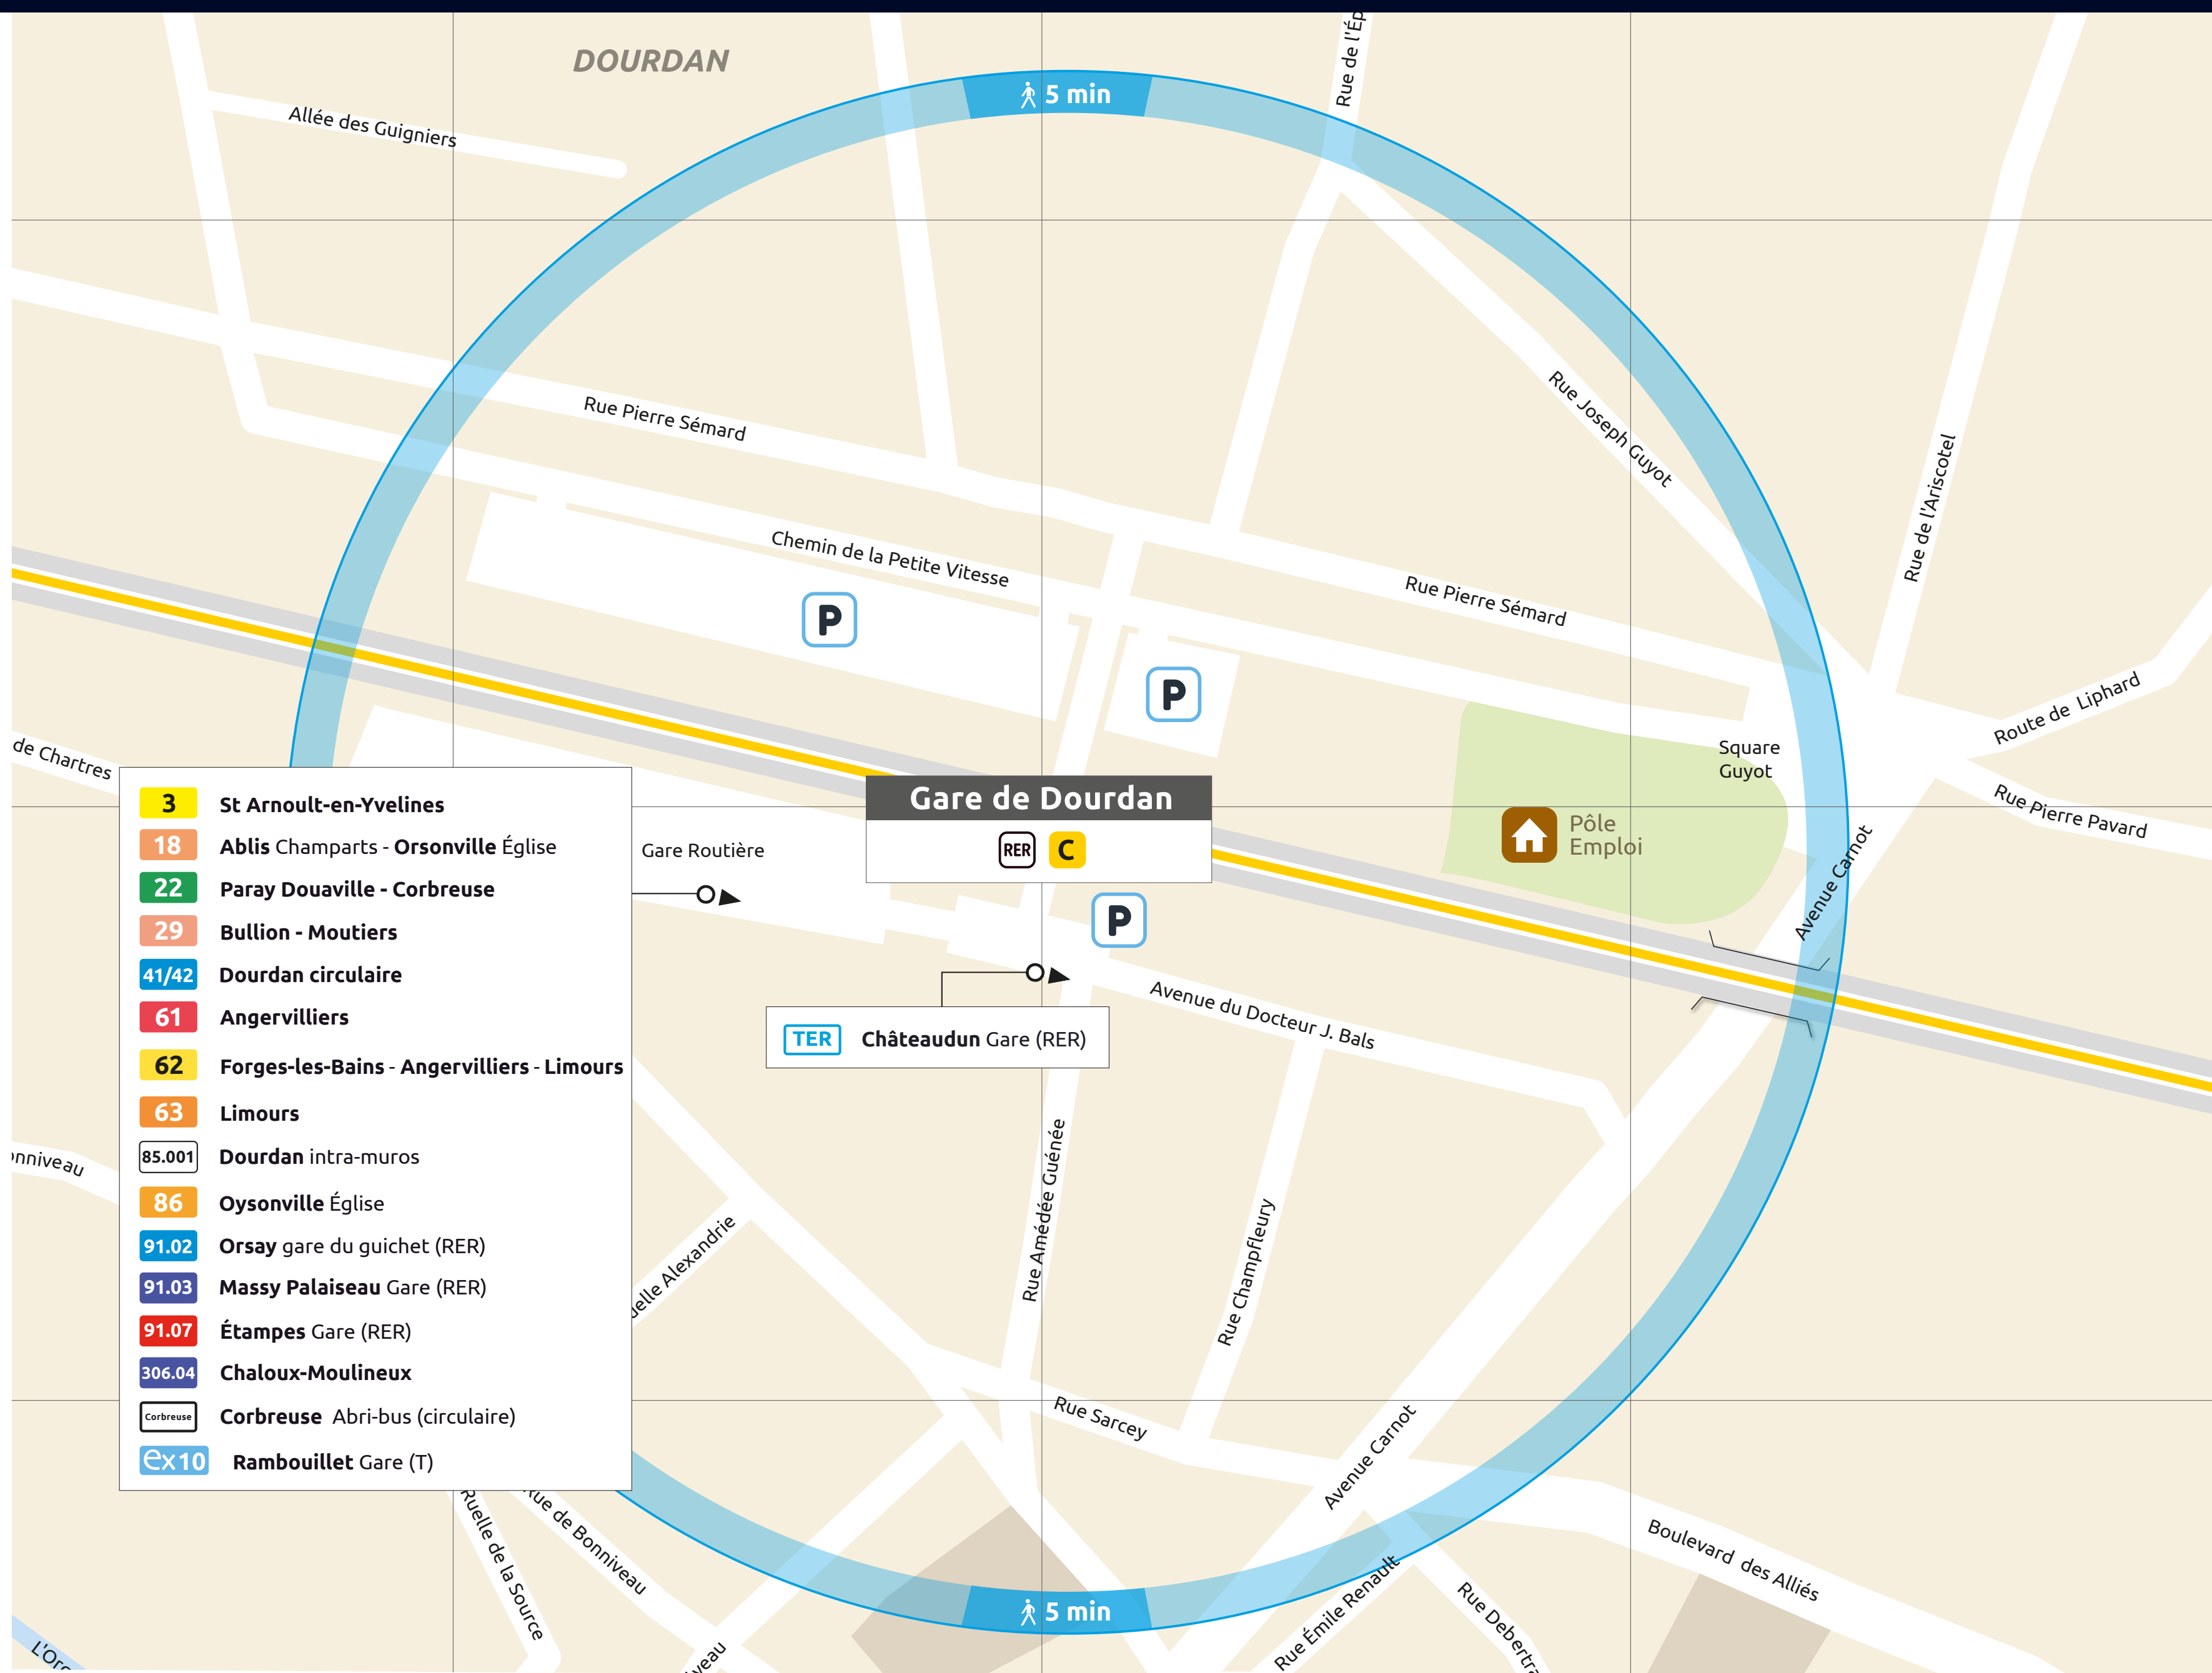 DOURDAN
5 min
Allée des Guigniers
Rue Pierre Sémard
Rue Joseph Guyot
Rue de l'Ariscotel
Chemin de la Petite Vitesse
Rue Pierre Sémard
P
P
Route de Liphard
Square
Guyot
de Chartres
Rue Pierre Pavard
Gare de Dourdan
RER C
Pôle
Emploi
Avenue Carnot
Gare Routière
P
3 St Arnoult-en-Yvelines
18 Ablis Champarts - Orsonville Église
22 Paray Douaville - Corbreuse
29 Bullion - Moutiers
41/42 Dourdan circulaire
61 Angervilliers
62 Forges-les-Bains - Angervilliers - Limours
63 Limours
85.001 Dourdan intra-muros
86 Oysonville Église
91.02 Orsay gare du guichet (RER)
91.03 Massy Palaiseau Gare (RER)
91.07 Étampes Gare (RER)
306.04 Chaloux-Moulineux
Corbreuse Corbreuse Abri-bus (circulaire)
ex10 Rambouillet Gare (T)
TER Châteaudun Gare (RER)
Avenue du Docteur J. Bals
Rue Amédée Guénée
Rue Champfleury
Alexandrie
Rue Sarcey
Avenue Carnot
Boulevard des Alliés
Rue de Bonniveau
Ruelle de la Source
5 min
Rue Émile Renault
Rue
Rue de